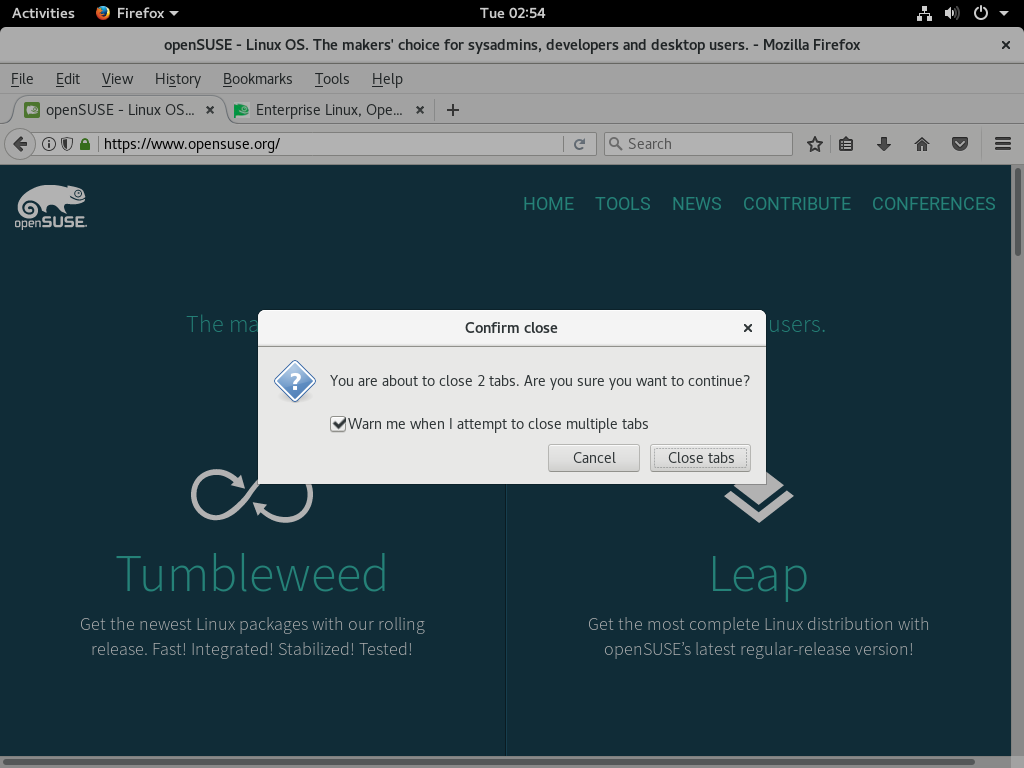 Activities Firefox Tue 02:54
openSUSE - Linux OS. The makers' choice for sysadmins, developers and desktop users. - Mozilla Firefox
File Edit View History Bookmarks Tools Help
openSUSE - Linux OS... Enterprise Linux, Ope...
https://www.opensuse.org/ Search
openSUSE.
HOME TOOLS NEWS CONTRIBUTE CONFERENCES
The users.
Confirm close
? You are about to close 2 tabs. Are you sure you want to continue?
Warn me when I attempt to close multiple tabs
Cancel Close tabs
Tumbleweed
Get the newest Linux packages with our rolling
release. Fast! Integrated! Stabilized! Tested!
Leap
Get the most complete Linux distribution with
openSUSE’s latest regular-release version!